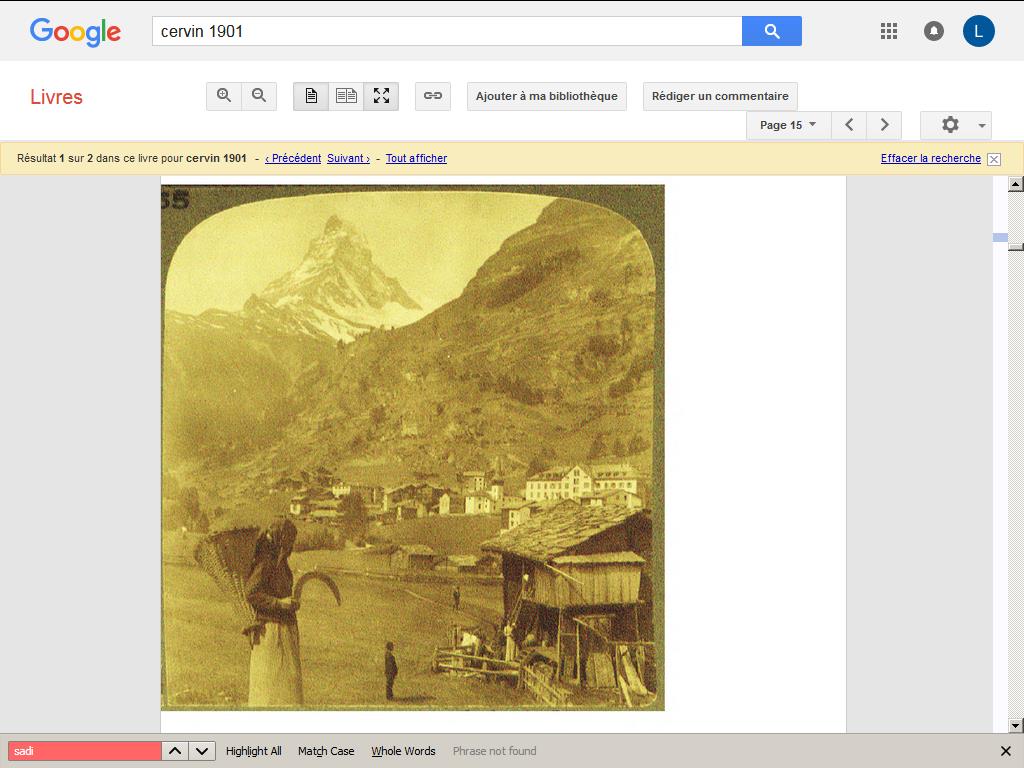 Google
cervin 1901
L
Livres
Ajouter à ma bibliothèque
Rédiger un commentaire
Page 15
Résultat 1 sur 2 dans ce livre pour cervin 1901 - ‹ Précédent Suivant › - Tout afficher
Effacer la recherche
55
sadi
Highlight All
Match Case
Whole Words
Phrase not found